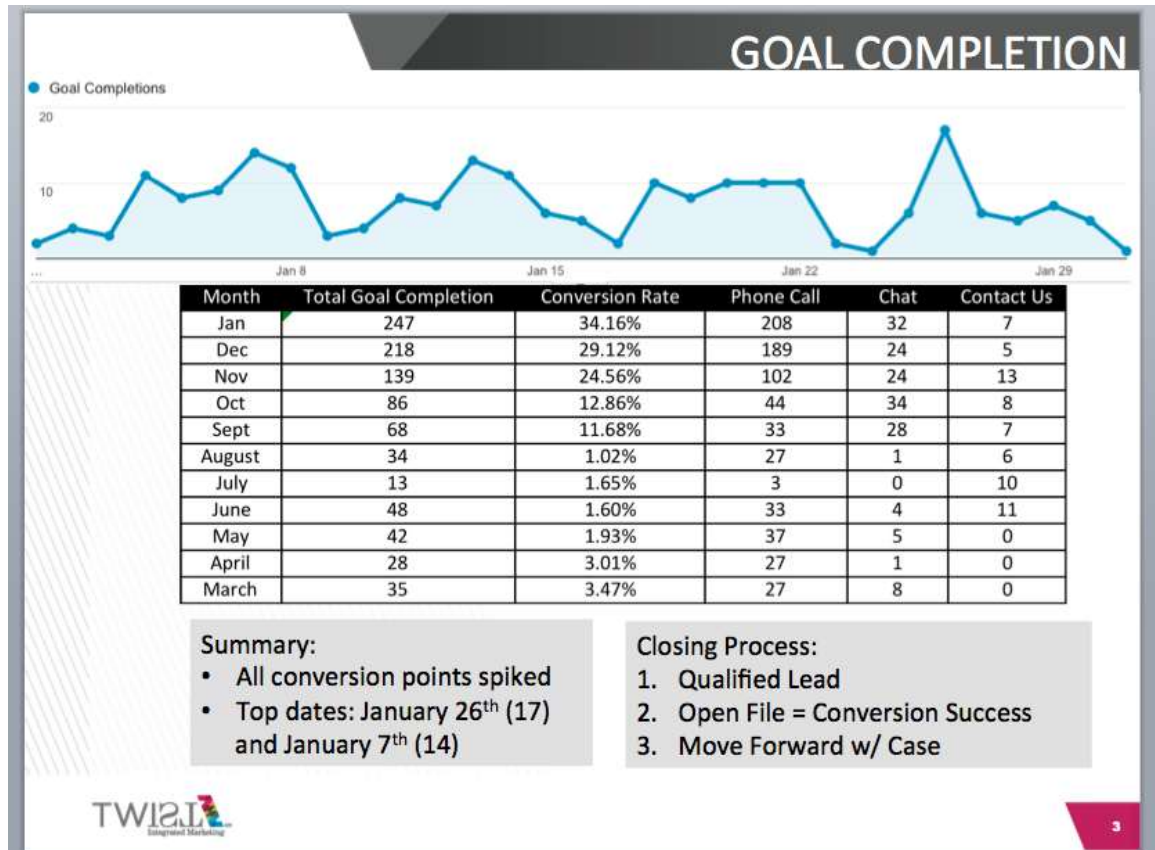 GOAL COMPLETION
Goal Completions
20
10
... Jan 8 Jan 15 Jan 22 Jan 29
Month Total Goal Completion Conversion Rate Phone Call Chat Contact Us
Jan 247 34.16% 208 32 7
Dec 218 29.12% 189 24 5
Nov 139 24.56% 102 24 13
Oct 86 12.86% 44 34 8
Sept 68 11.68% 33 28 7
August 34 1.02% 27 1 6
July 13 1.65% 3 0 10
June 48 1.60% 33 4 11
May 42 1.93% 37 5 0
April 28 3.01% 27 1 0
March 35 3.47% 27 8 0
Summary:
• All conversion points spiked
• Top dates: January 26th (17)
and January 7th (14)
Closing Process:
1. Qualified Lead
2. Open File = Conversion Success
3. Move Forward w/ Case
TWIST
Integrated Marketing
3